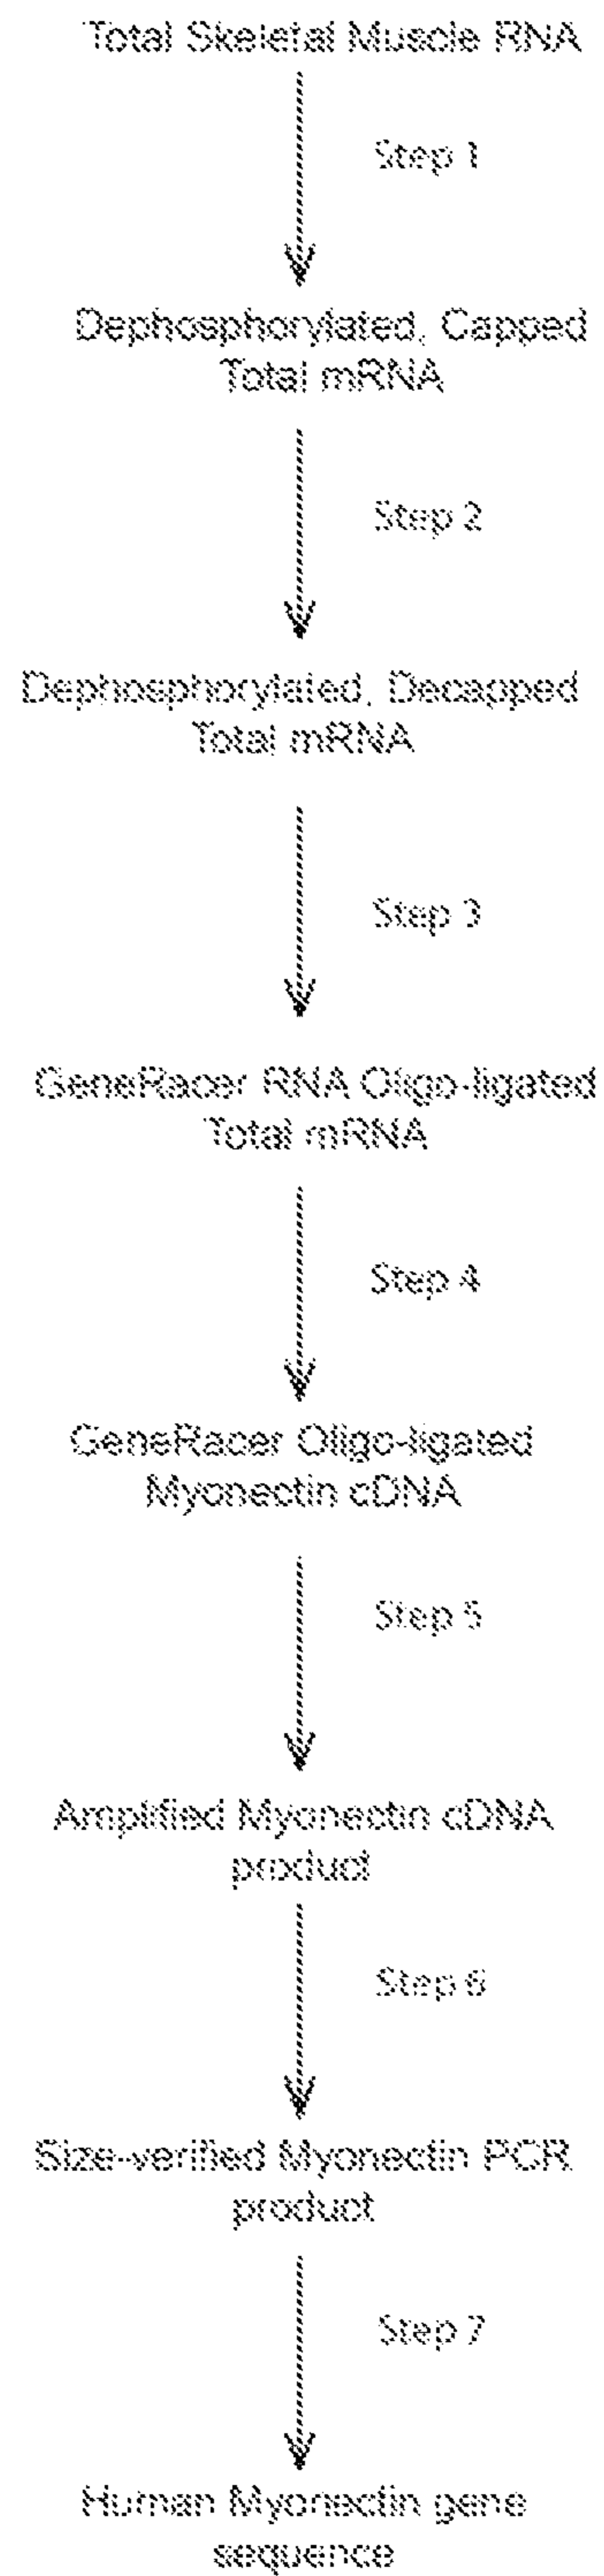 Total Skeletal Muscle RNA
Step 1
Dephosphorylated, Capped
Total mRNA
Step 2
Dephosphorylated, Decapped
Total mRNA
Step 3
GeneRacer RNA Oligo-ligated
Total mRNA
Step 4
GeneRacer Oligo-ligated
Myonectin cDNA
Step 5
Amplified Myonectin cDNA
product
Step 6
Size-verified Myonectin PCR
product
Step 7
Human Myonectin gene
sequence